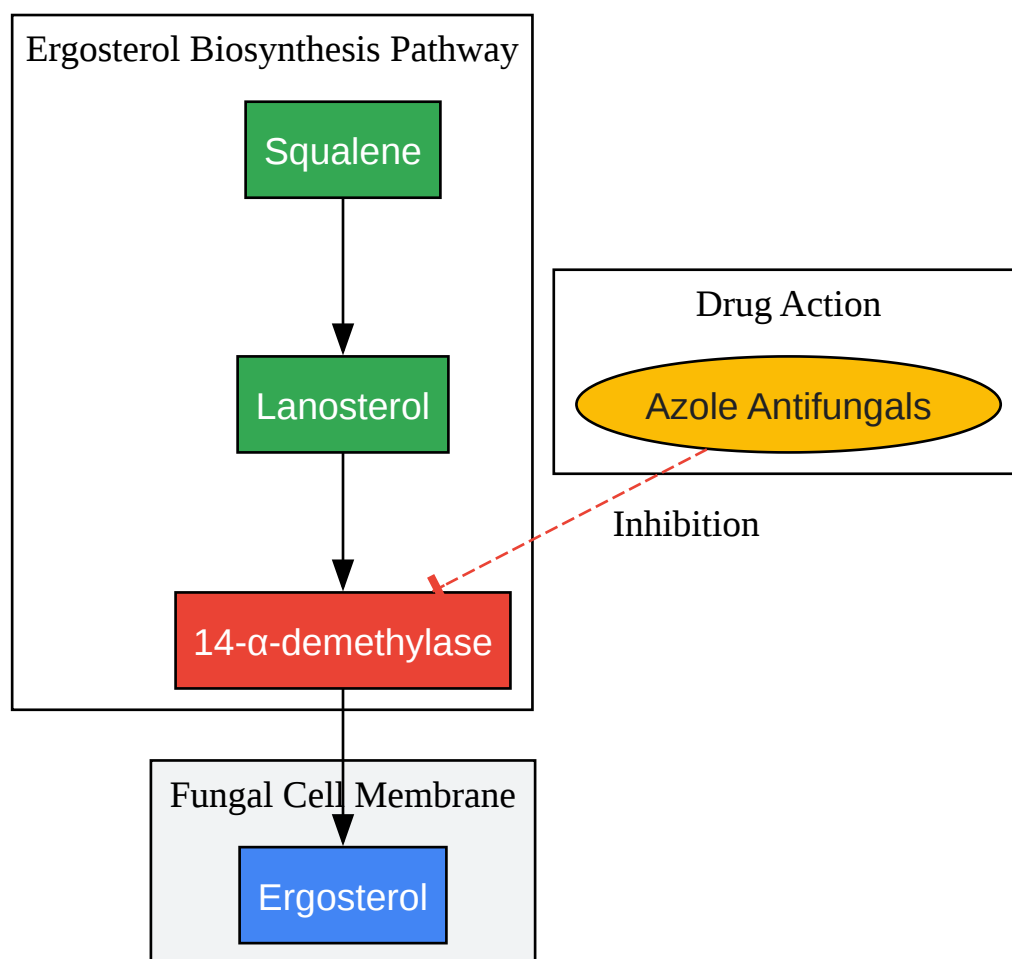 Ergosterol Biosynthesis Pathway
Squalene
Lanosterol
14-α-demethylase
Drug Action
Azole Antifungals
Inhibition
Fungal Cell Membrane
Ergosterol